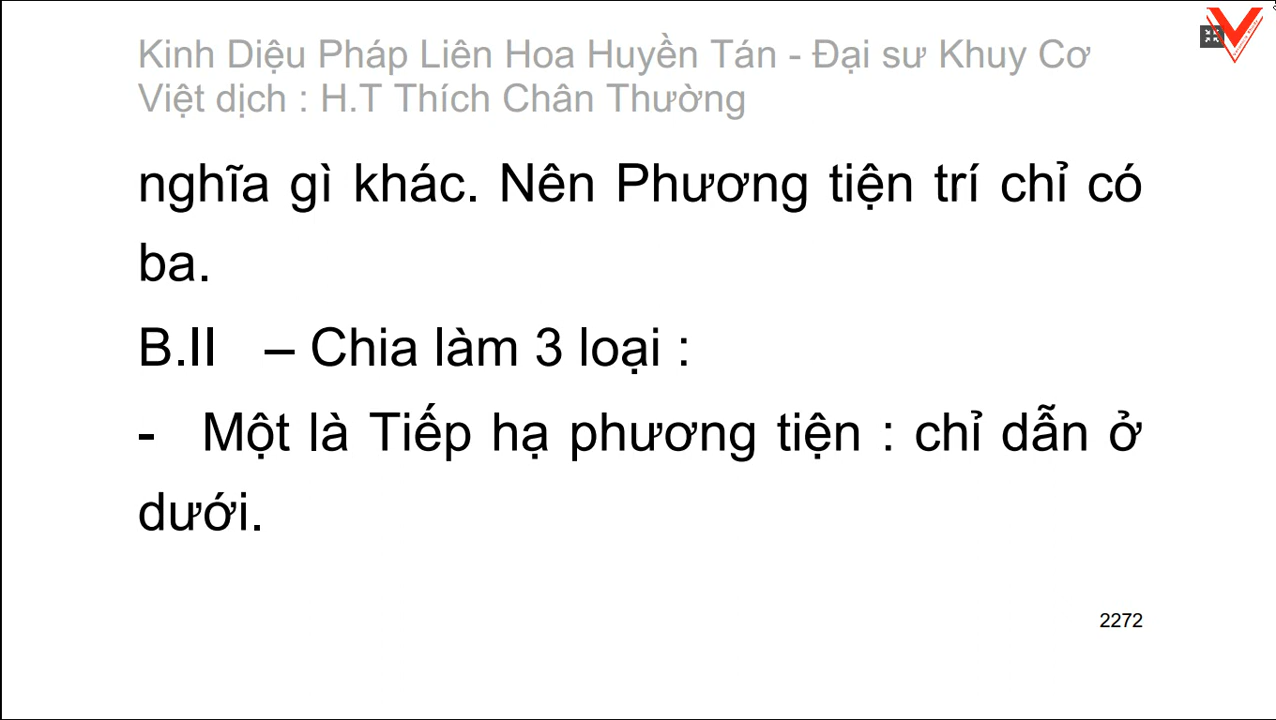 Kinh Diệu Pháp Liên Hoa Huyền Tán - Đại sư Khuy Cơ
Việt dịch : H.T Thích Chân Thường
nghĩa gì khác. Nên Phương tiện trí chỉ có
ba.
B.II – Chia làm 3 loại :
- Một là Tiếp hạ phương tiện : chỉ dẫn ở
dưới.
2272